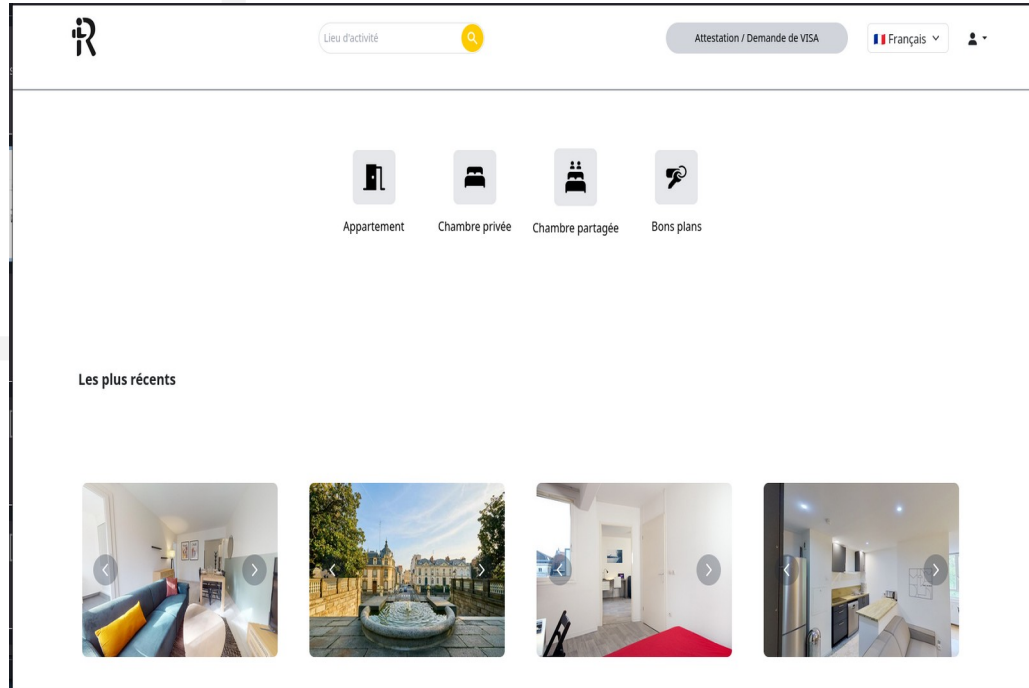 R
Lieu d'activité
Attestation / Demande de VISA
Français
Appartement
Chambre privée
Chambre partagée
Bons plans
Les plus récents